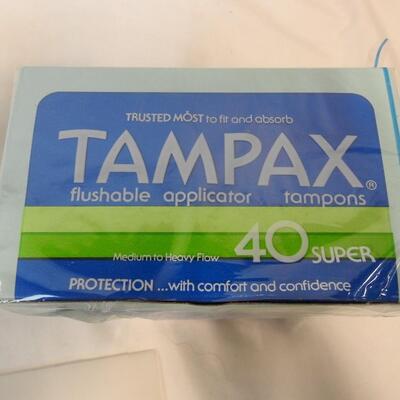 TRUSTED MOST to fit and absorb
TAMPAX®
flushable applicator tampons
Medium to Heavy Flow 40 SUPER
PROTECTION ...with comfort and confidence